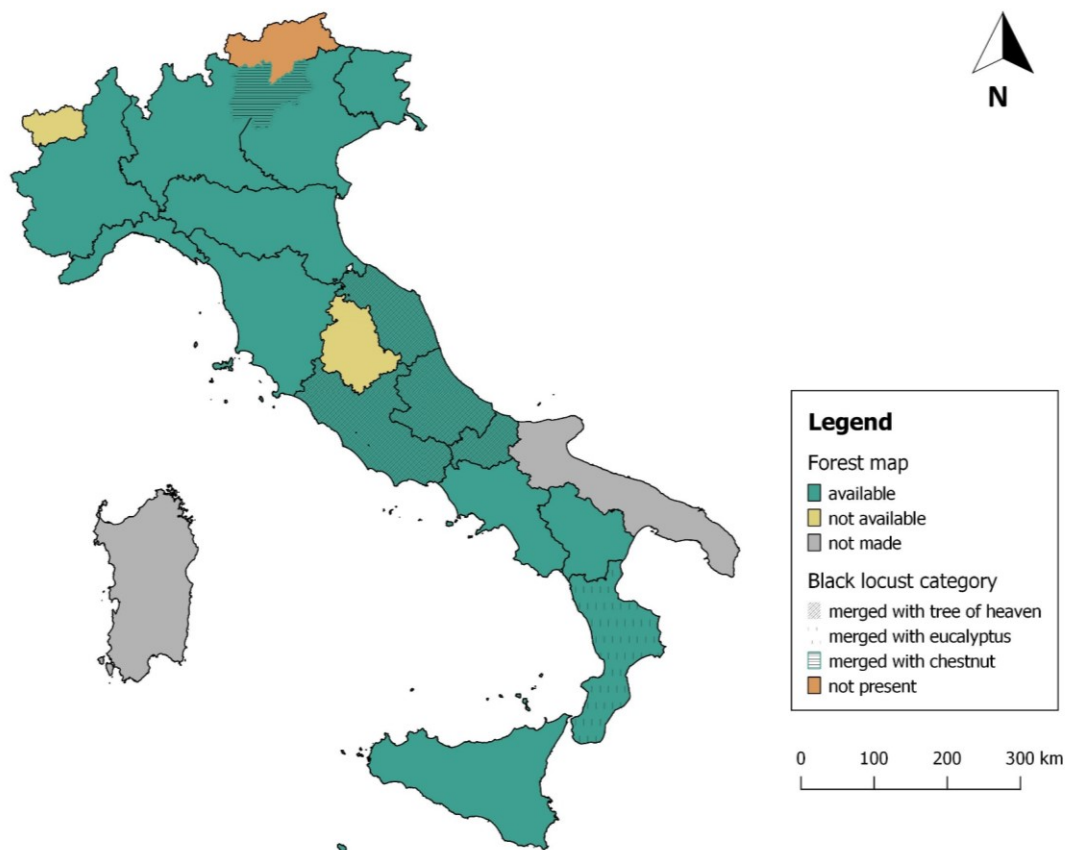 N
Legend
Forest map
available
not available
not made
Black locust category
merged with tree of heaven
merged with eucalyptus
merged with chestnut
not present
0 100 200 300 km